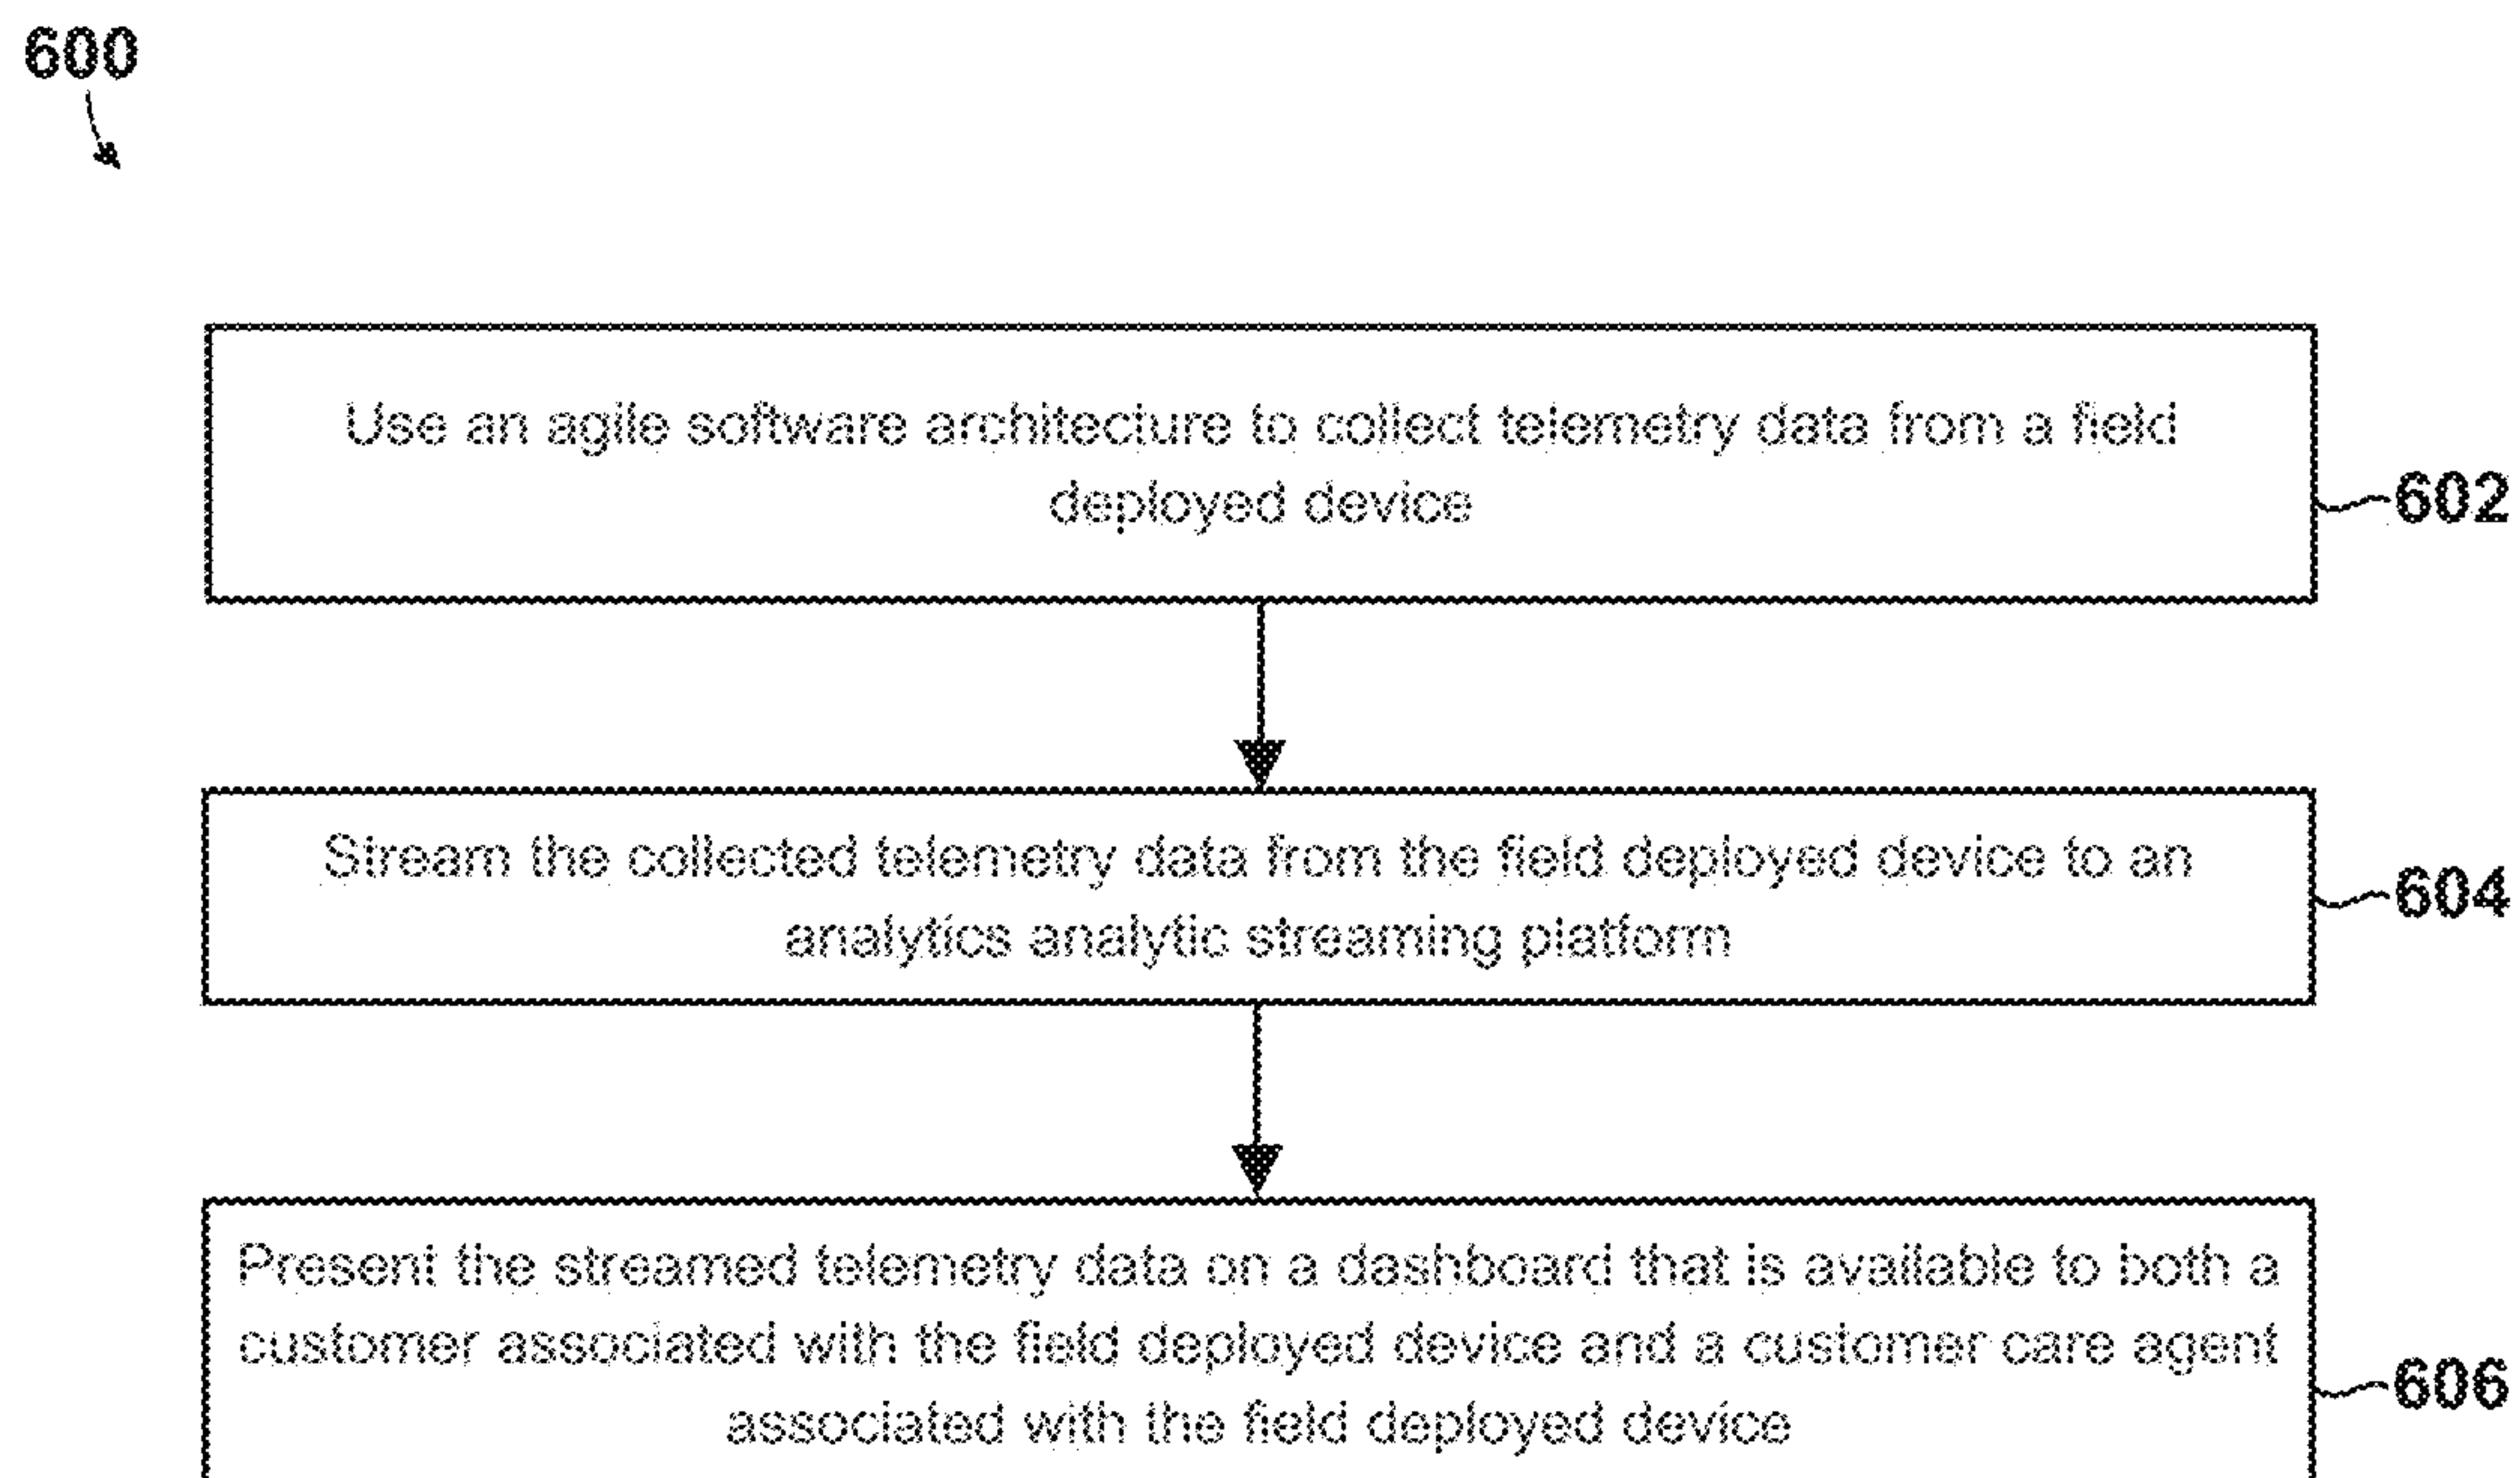 600
Use an agile software architecture to collect telemetry data from a field
deployed device
602
Stream the collected telemetry data from the field deployed device to an
analytics analytic streaming platform
604
Present the streamed telemetry data on a dashboard that is available to both a
customer associated with the field deployed device and a customer care agent
associated with the field deployed device
606